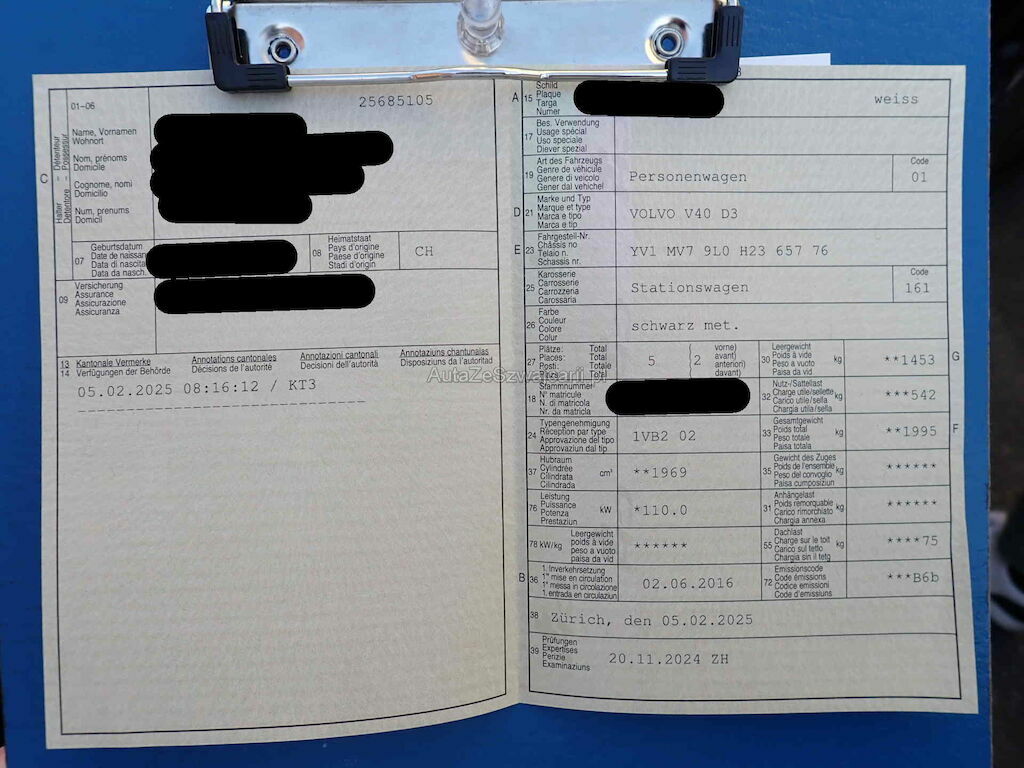 01-06
25685105
C
Halter - Détenteur
Detentore - Possessur
Name, Vornamen
Wohnort
Nom, prénoms
Domicile
Cognome, nomi
Domicilio
Num, prenums
Domicil
07
Geburtsdatum
Date de naissan
Data di nascita
Data da nasch.
08
Heimatstaat
Pays d'origine
Paese d'origine
Stadi d'origin
CH
09
Versicherung
Assurance
Assicurazione
Assicuranza
13
14
Kantonale Vermerke
Verfügungen der Behörde
Annotations cantonales
Décisions de l'autorité
Annotazioni cantonali
Decisioni dell'autorità
Annotaziuns chantunalas
Disposiziuns da l'autoritad
05.02.2025 08:16:12 / KT3
A
15
Schild
Plaque
Targa
Numer
weiss
17
Bes. Verwendung
Usage spécial
Uso speciale
Diever spezial
19
Art des Fahrzeugs
Genre de véhicule
Genere di veicolo
Gener dal vehichel
Personenwagen
Code
01
D
21
Marke und Typ
Marque et type
Marca e tipo
Marca e tip
VOLVO V40 D3
E
23
Fahrgestell-Nr.
Châssis no
Telaio n.
Schassis nr.
YV1 MV7 9L0 H23 657 76
25
Karosserie
Carrosserie
Carrozzeria
Carossaria
Stationswagen
Code
161
26
Farbe
Couleur
Colore
Colur
schwarz met.
27
Plätze: Total
Places: Total
Posti: Totale
5
(2
vorne)
avant)
anteriori)
davant)
30
Leergewicht
Poids à vide
Peso a vuoto
Paisa da vid
kg
**1453
G
AutaZeSzwajcarii.pl
18
Stammnummer
N° matricule
N. di matricola
Nr. da matricla
32
Nutz-/Sattellast
Charge utile/sellette
Carico utile/sella
Chargia utila/sella
kg
***542
24
Typengenehmigung
Réception par type
Approvazione del tipo
Approvaziun dal tip
1VB2 02
33
Gesamtgewicht
Poids total
Peso totale
Paisa totala
kg
**1995
F
37
Hubraum
Cylindrée
Cilindrata
Cilindrada
cm³
**1969
35
Gewicht des Zuges
Poids de l'ensemble
Peso del convoglio
Paisa cumposiziun
kg
******
76
Leistung
Puissance
Potenza
Prestaziun
kW
*110.0
31
Anhängelast
Poids remorquable
Carico rimorchiato
Chargia annexa
kg
******
78
kW/kg
Leergewicht
poids à vide
peso a vuoto
paisa da vid
******
55
Dachlast
Charge sur le toit
Carico sul tetto
Chargia sin il tetg
kg
****75
B
36
1. Inverkehrsetzung
1re mise en circulation
1a messa in circolazione
1. entrada en circulaziun
02.06.2016
72
Emissionscode
Code émissions
Codice emissioni
Code d'emissiuns
***B6b
38
Zürich, den 05.02.2025
39
Prüfungen
Expertises
Perizie
Examinaziuns
20.11.2024 ZH